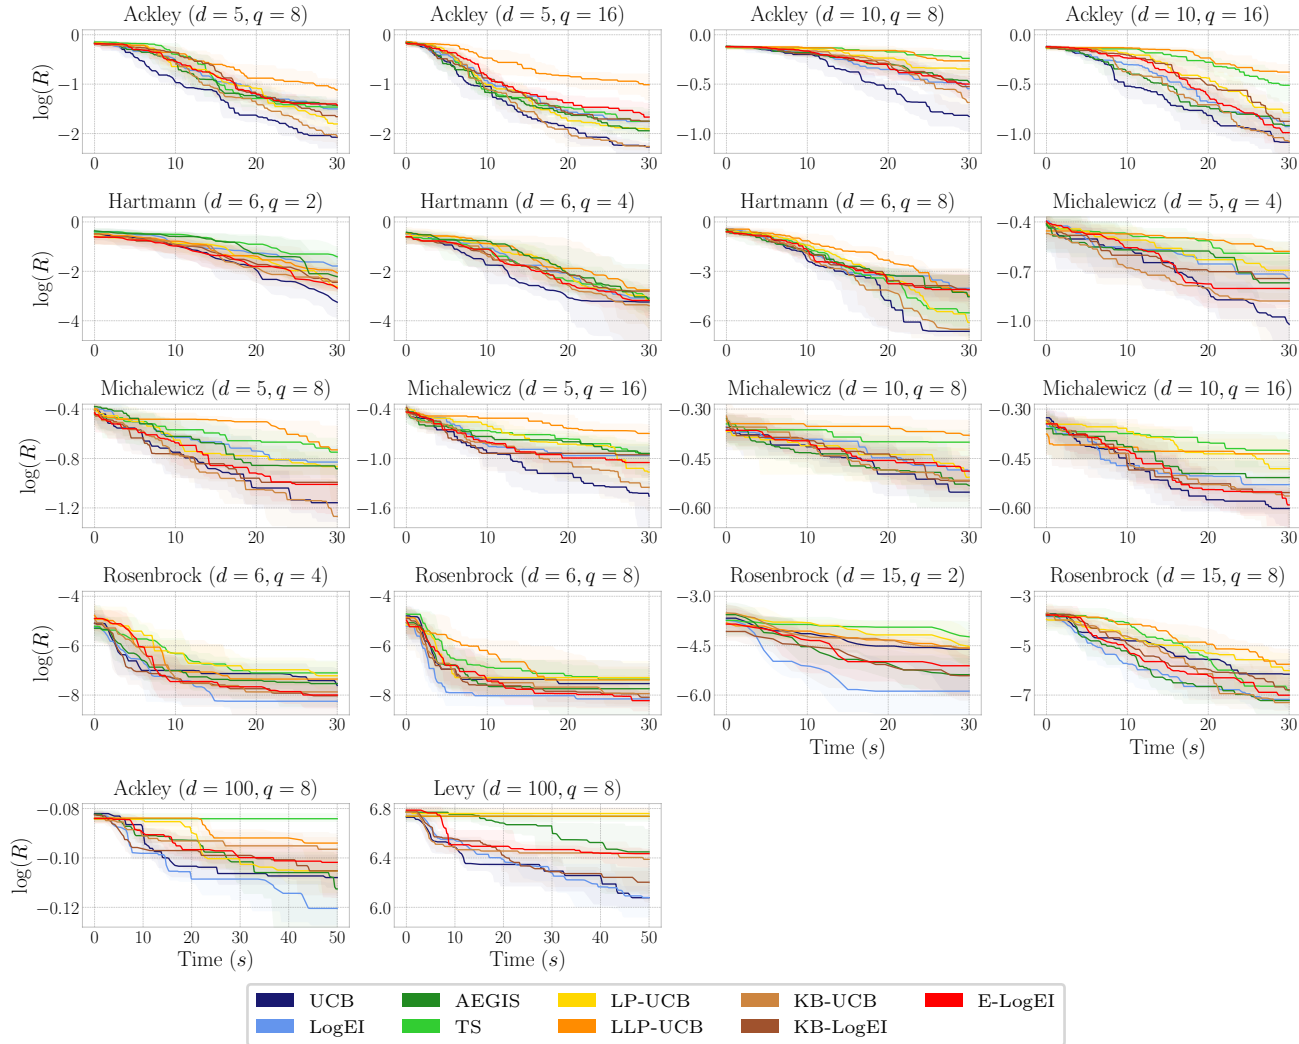 Ackley (d = 5, q = 8)
Ackley (d = 5, q = 16)
Ackley (d = 10, q = 8)
Ackley (d = 10, q = 16)
log(R)
0
−1
−2
0 10 20 30
0
−1
−2
0 10 20 30
0
−0.5
−1.0
0 10 20 30
0
−0.5
−1.0
0 10 20 30
Hartmann (d = 6, q = 2)
Hartmann (d = 6, q = 4)
Hartmann (d = 6, q = 8)
Michalewicz (d = 5, q = 4)
log(R)
0
−2
−4
0 10 20 30
0
−2
−4
0 10 20 30
0
−3
−6
0 10 20 30
−0.4
−0.7
−1.0
0 10 20 30
Michalewicz (d = 5, q = 8)
Michalewicz (d = 5, q = 16)
Michalewicz (d = 10, q = 8)
Michalewicz (d = 10, q = 16)
log(R)
−0.4
−0.8
−1.2
0 10 20 30
−0.4
−1.0
−1.6
0 10 20 30
−0.30
−0.45
−0.60
0 10 20 30
−0.30
−0.45
−0.60
0 10 20 30
Rosenbrock (d = 6, q = 4)
Rosenbrock (d = 6, q = 8)
Rosenbrock (d = 15, q = 2)
Rosenbrock (d = 15, q = 8)
log(R)
−4
−6
−8
0 10 20 30
−4
−6
−8
0 10 20 30
−3.0
−4.5
−6.0
0 10 20 30
Time (s)
−3
−5
−7
0 10 20 30
Time (s)
Ackley (d = 100, q = 8)
Levy (d = 100, q = 8)
log(R)
−0.08
−0.10
−0.12
0 10 20 30 40 50
Time (s)
6.8
6.4
6.0
0 10 20 30 40 50
Time (s)
UCB AEGIS LP-UCB KB-UCB E-LogEI
LogEI TS LLP-UCB KB-LogEI